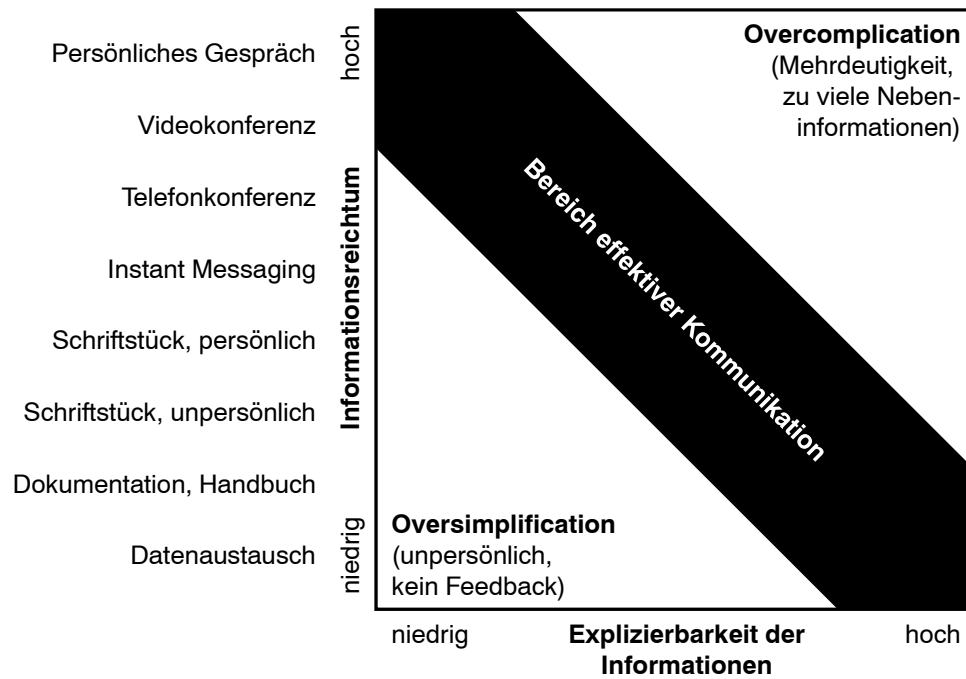 Persönliches Gespräch
Videokonferenz
Telefonkonferenz
Instant Messaging
Schriftstück, persönlich
Schriftstück, unpersönlich
Dokumentation, Handbuch
Datenaustausch
hoch
Informationsreichtum
niedrig
Overcomplication
(Mehrdeutigkeit,
zu viele Neben-
informationen)
Bereich effektiver Kommunikation
Oversimplification
(unpersönlich,
kein Feedback)
niedrig
Explizierbarkeit der
Informationen
hoch